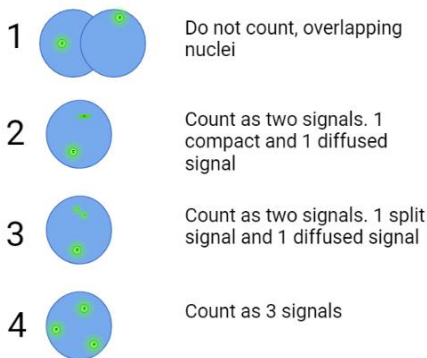 1
Do not count, overlapping
nuclei
2
Count as two signals. 1
compact and 1 diffused
signal
3
Count as two signals. 1 split
signal and 1 diffused signal
4
Count as 3 signals